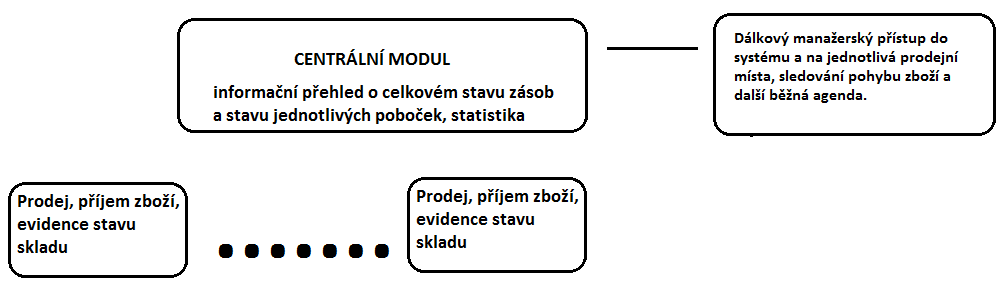 CENTRÁLNÍ MODUL
informační přehled o celkovém stavu zásob
a stavu jednotlivých poboček, statistika
Dálkový manažerský přístup do
systému a na jednotlivá prodejní
místa, sledování pohybu zboží a
další běžná agenda.
Prodej, příjem zboží,
evidence stavu
skladu
Prodej, příjem zboží,
evidence stavu
skladu